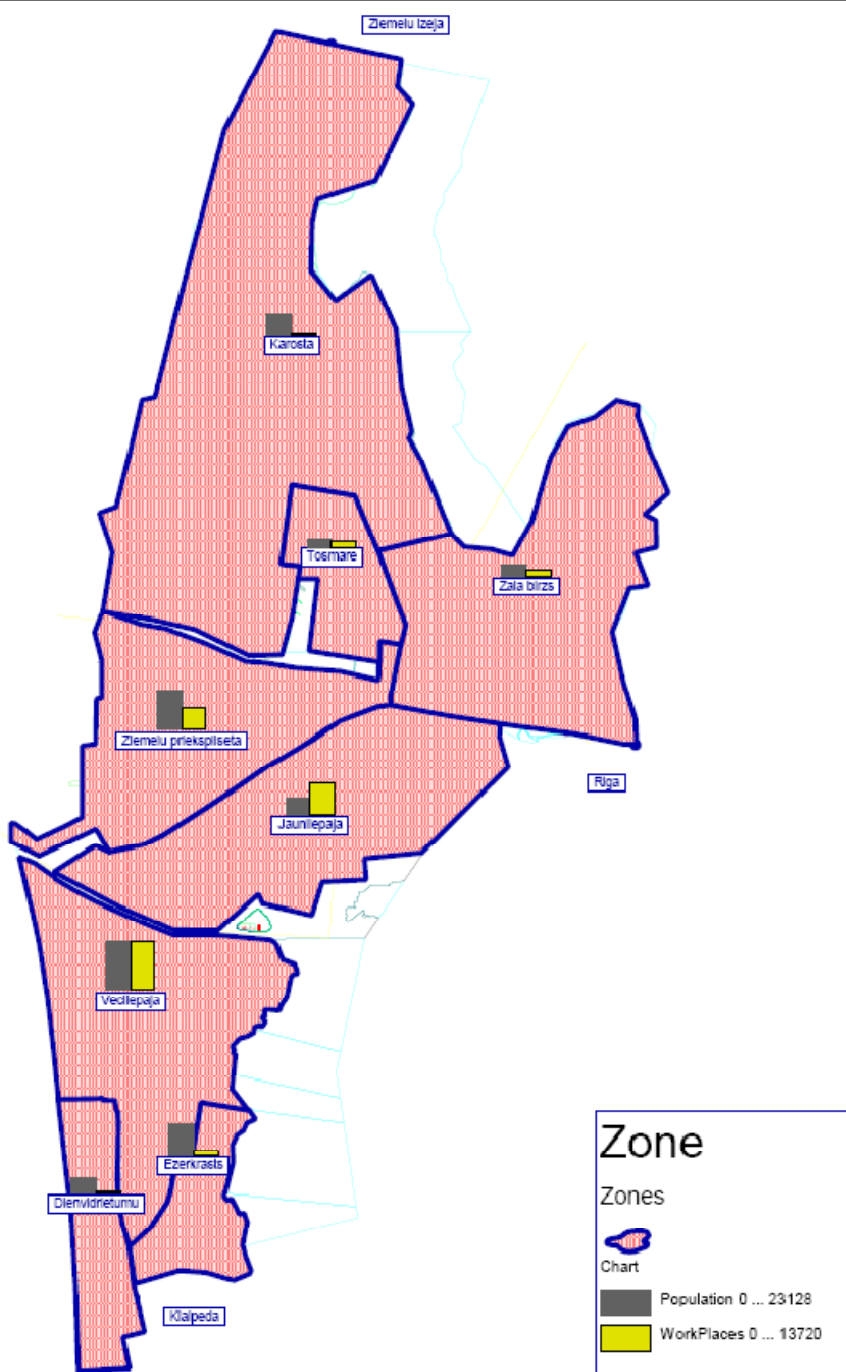 Ziemelu Izeja
Karosta
Tosmare
Zala birzs
Ziemelu priekspilseta
Riga
Jaunliepaja
Vecliepaja
Ezerkrasts
Dienvidrietumu
Klaipeda
Zone
Zones
Chart
Population 0 ... 23128
WorkPlaces 0 ... 13720